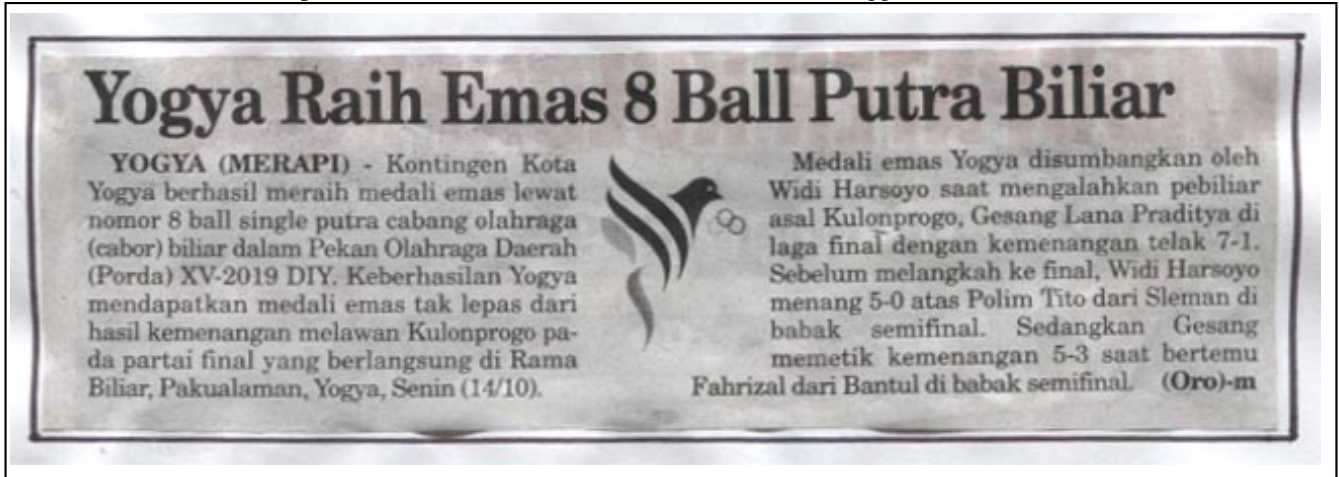 Yogya Raih Emas 8 Ball Putra Biliar
YOGYA (MERAPI) - Kontingen Kota
Yogya berhasil meraih medali emas lewat
nomor 8 ball single putra cabang olahraga
(cabor) biliar dalam Pekan Olahraga Daerah
(Porda) XV-2019 DIY. Keberhasilan Yogya
mendapatkan medali emas tak lepas dari
hasil kemenangan melawan Kulonprogo pa-
da partai final yang berlangsung di Rama
Biliar, Pakualaman, Yogya, Senin (14/10).
Medali emas Yogya disumbangkan oleh
Widi Harsoyo saat mengalahkan pebiliar
asal Kulonprogo, Gesang Lana Praditya di
laga final dengan kemenangan telak 7-1.
Sebelum melangkah ke final, Widi Harsoyo
menang 5-0 atas Polim Tito dari Sleman di
babak semifinal. Sedangkan Gesang
memetik kemenangan 5-3 saat bertemu
Fahrizal dari Bantul di babak semifinal. (Oro)-m